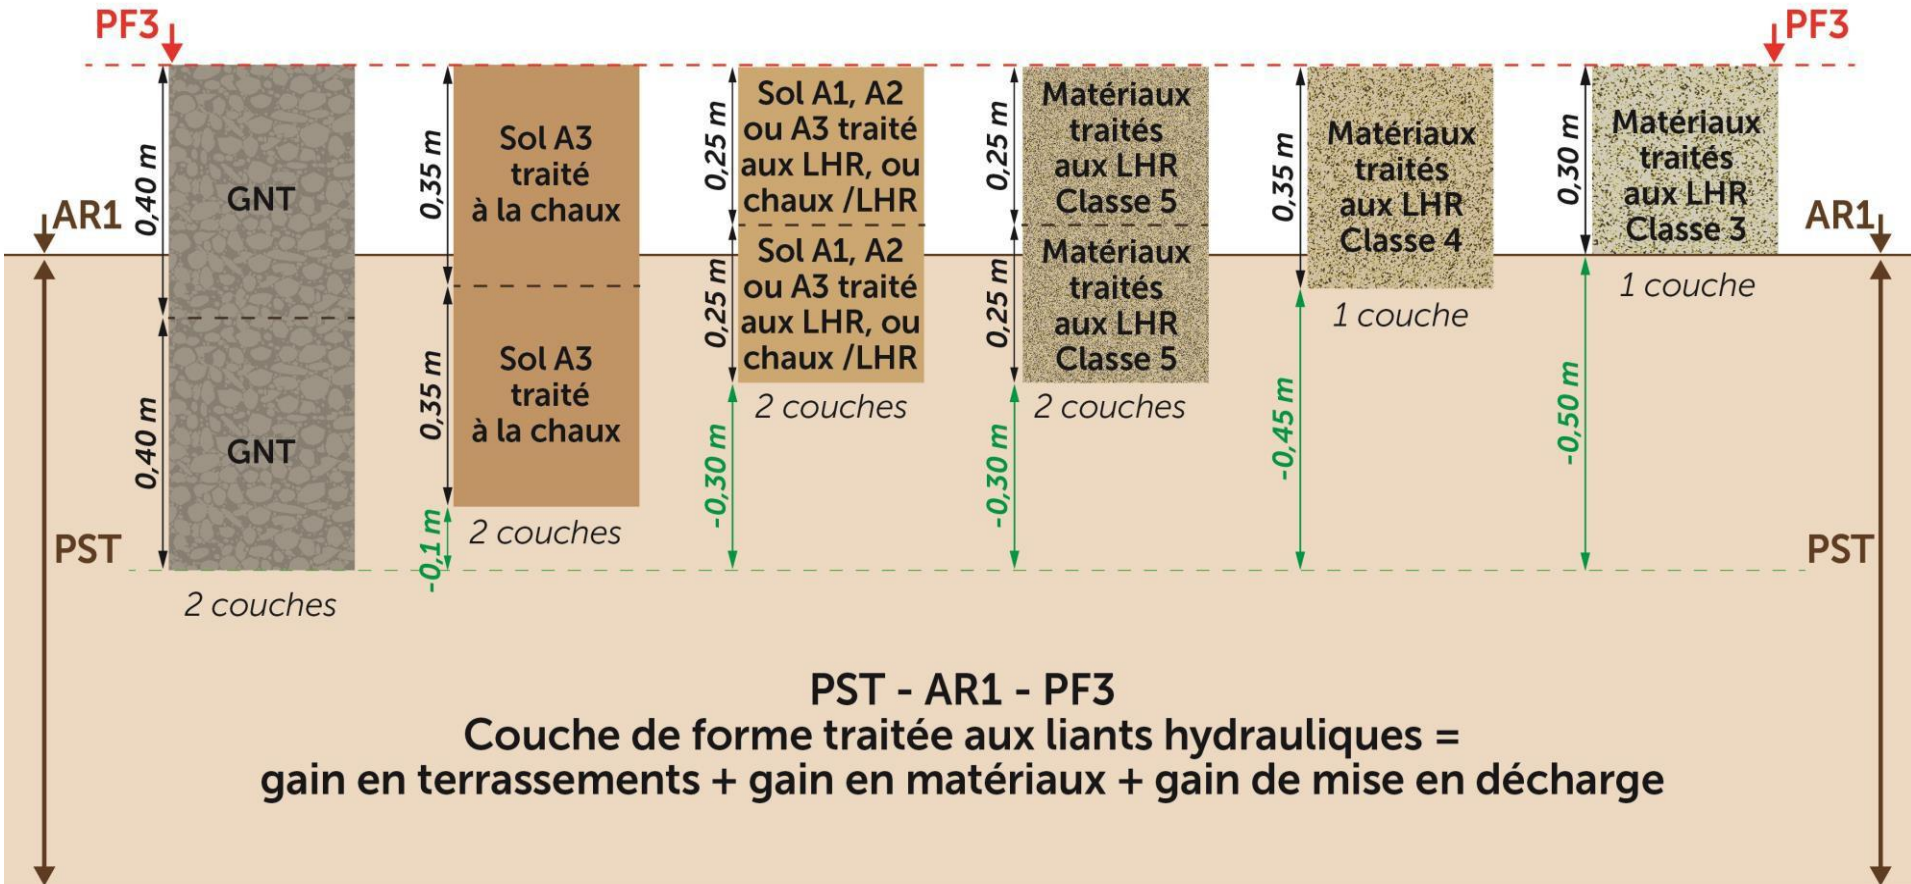 PF3
PF3
AR1
AR1
PST
PST
0,40 m
GNT
0,40 m
GNT
2 couches
0,35 m
Sol A3
traité
à la chaux
0,35 m
Sol A3
traité
à la chaux
-0,1 m
2 couches
0,25 m
Sol A1, A2
ou A3 traité
aux LHR, ou
chaux /LHR
0,25 m
Sol A1, A2
ou A3 traité
aux LHR, ou
chaux /LHR
-0,30 m
2 couches
0,25 m
Matériaux
traités
aux LHR
Classe 5
0,25 m
Matériaux
traités
aux LHR
Classe 5
-0,30 m
2 couches
0,35 m
Matériaux
traités
aux LHR
Classe 4
-0,45 m
1 couche
0,30 m
Matériaux
traités
aux LHR
Classe 3
-0,50 m
1 couche
PST - AR1 - PF3
Couche de forme traitée aux liants hydrauliques =
gain en terrassements + gain en matériaux + gain de mise en décharge